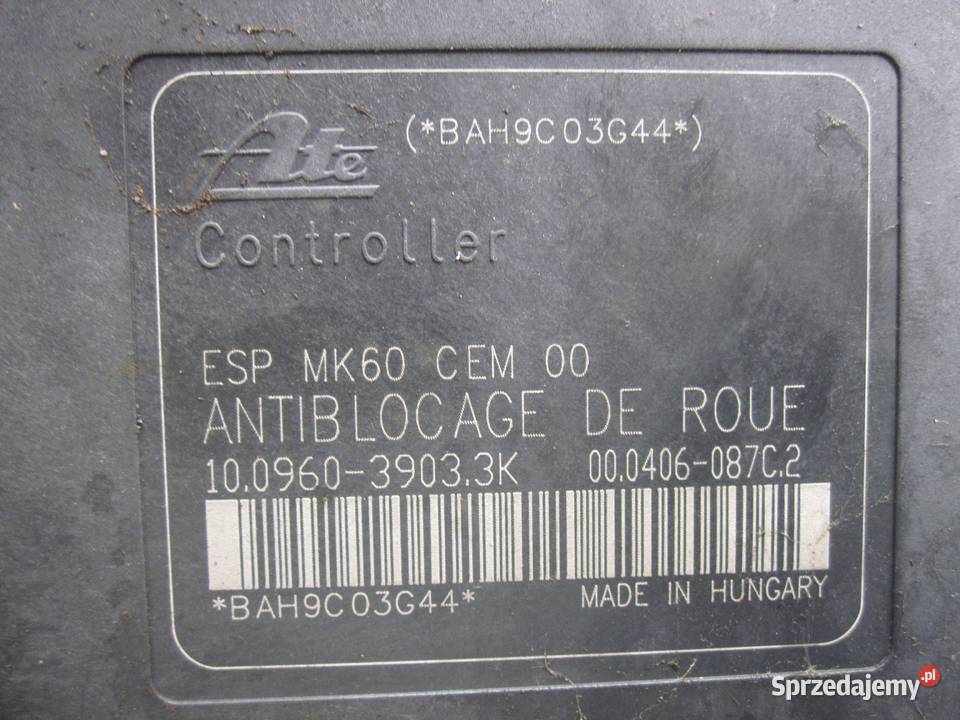 Ate (*BAH9C03G44*)
Controller
ESP MK60 CEM 00
ANTIBLOCAGE DE ROUE
10.0960-3903.3K 00.0406-087C.2
*BAH9C03G44* MADE IN HUNGARY
Sprzedajemy.pl